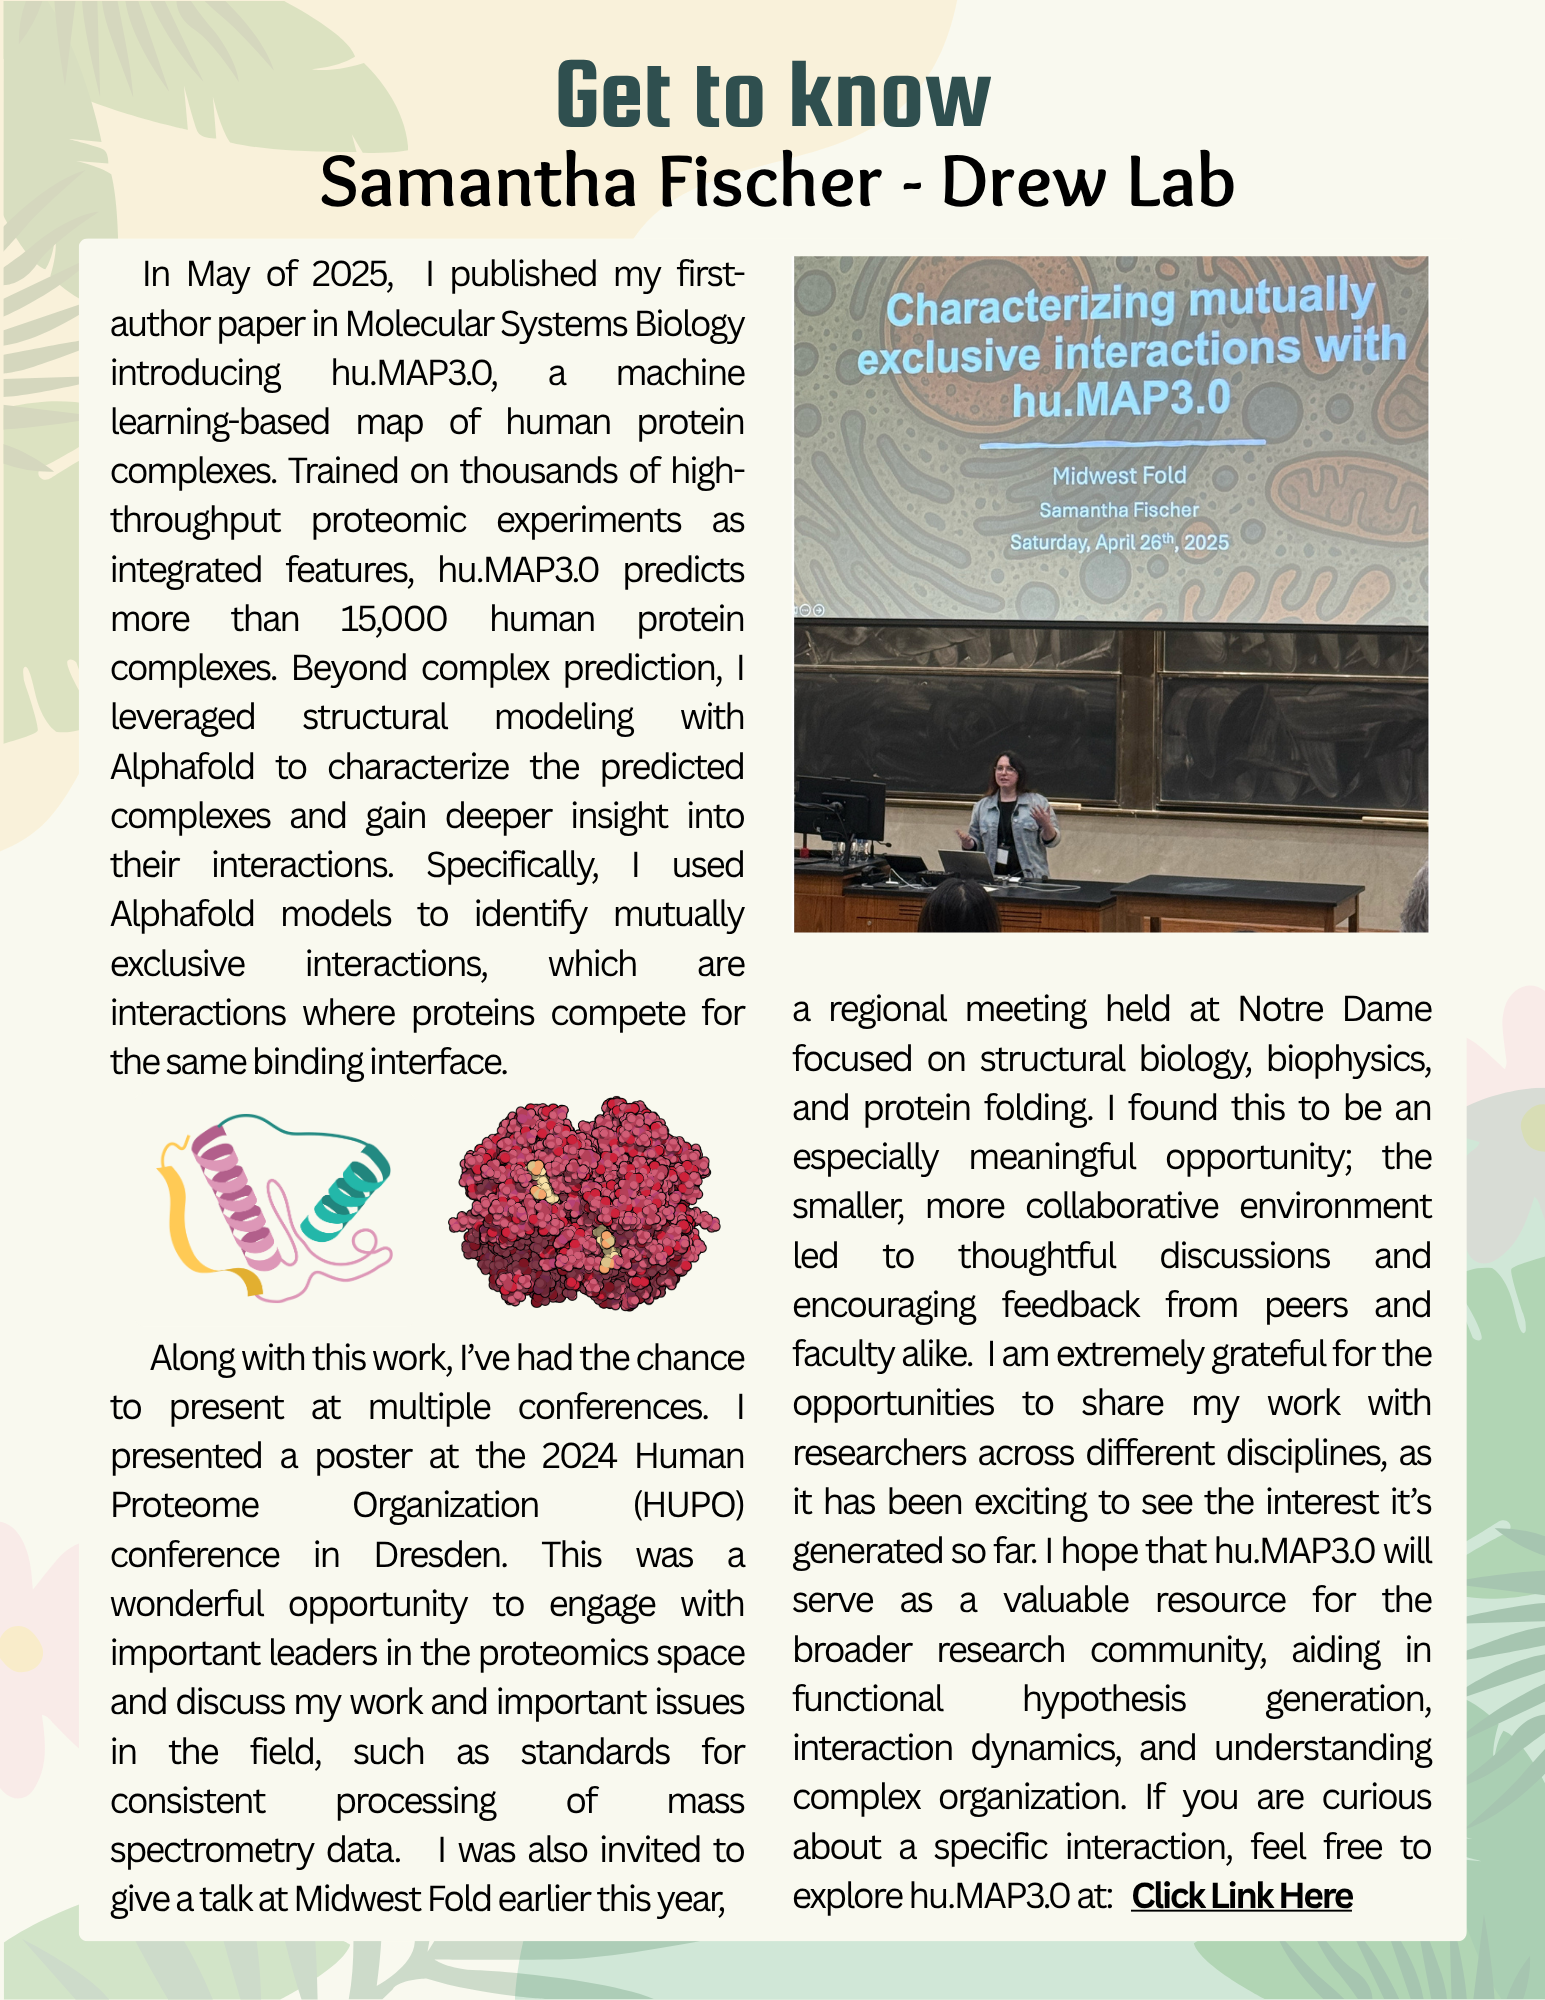 Get to know
Samantha Fischer - Drew Lab
In May of 2025, I published my first-
author paper in Molecular Systems Biology
introducing hu.MAP3.0, a machine
learning-based map of human protein
complexes. Trained on thousands of high-
throughput proteomic experiments as
integrated features, hu.MAP3.0 predicts
more than 15,000 human protein
complexes. Beyond complex prediction, I
leveraged structural modeling with
Alphafold to characterize the predicted
complexes and gain deeper insight into
their interactions. Specifically, I used
Alphafold models to identify mutually
exclusive interactions, which are
interactions where proteins compete for
the same binding interface.
Along with this work, I've had the chance
to present at multiple conferences. I
presented a poster at the 2024 Human
Proteome Organization (HUPO)
conference in Dresden. This was a
wonderful opportunity to engage with
important leaders in the proteomics space
and discuss my work and important issues
in the field, such as standards for
consistent processing of mass
spectrometry data. I was also invited to
give a talk at Midwest Fold earlier this year,
Characterizing mutually
exclusive interactions with
hu.MAP3.0
Midwest Fold
Samantha Fischer
Saturday, April 26th, 2025
a regional meeting held at Notre Dame
focused on structural biology, biophysics,
and protein folding. I found this to be an
especially meaningful opportunity; the
smaller, more collaborative environment
led to thoughtful discussions and
encouraging feedback from peers and
faculty alike. I am extremely grateful for the
opportunities to share my work with
researchers across different disciplines, as
it has been exciting to see the interest it's
generated so far. I hope that hu.MAP3.0 will
serve as a valuable resource for the
broader research community, aiding in
functional hypothesis generation,
interaction dynamics, and understanding
complex organization. If you are curious
about a specific interaction, feel free to
explore hu.MAP3.0 at: Click Link Here